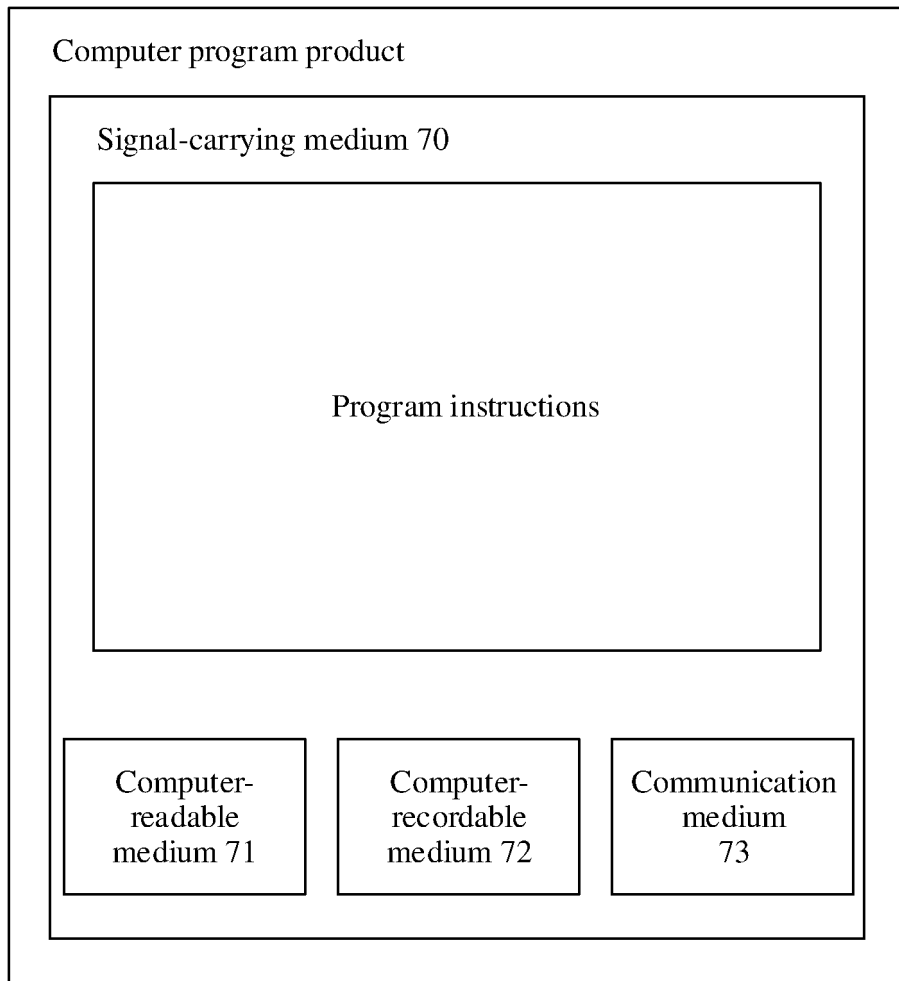 Computer program product
Signal-carrying medium 70
Program instructions
Computer-
readable
medium 71
Computer-
recordable
medium 72
Communication
medium
73